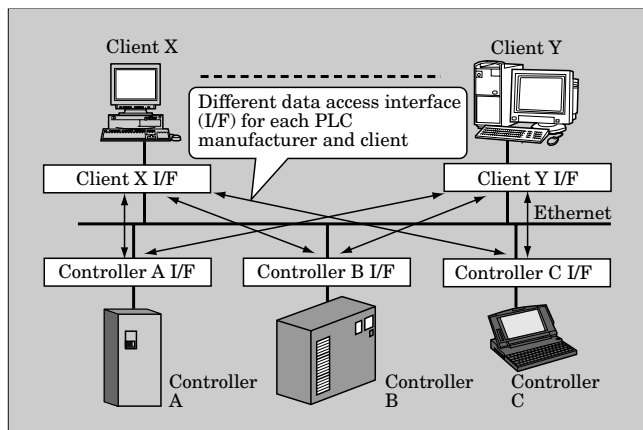 Client X
Client Y
Different data access interface
(I/F) for each PLC
manufacturer and client
Client X I/F
Client Y I/F
Ethernet
Controller A I/F
Controller B I/F
Controller C I/F
Controller
A
Controller
B
Controller
C